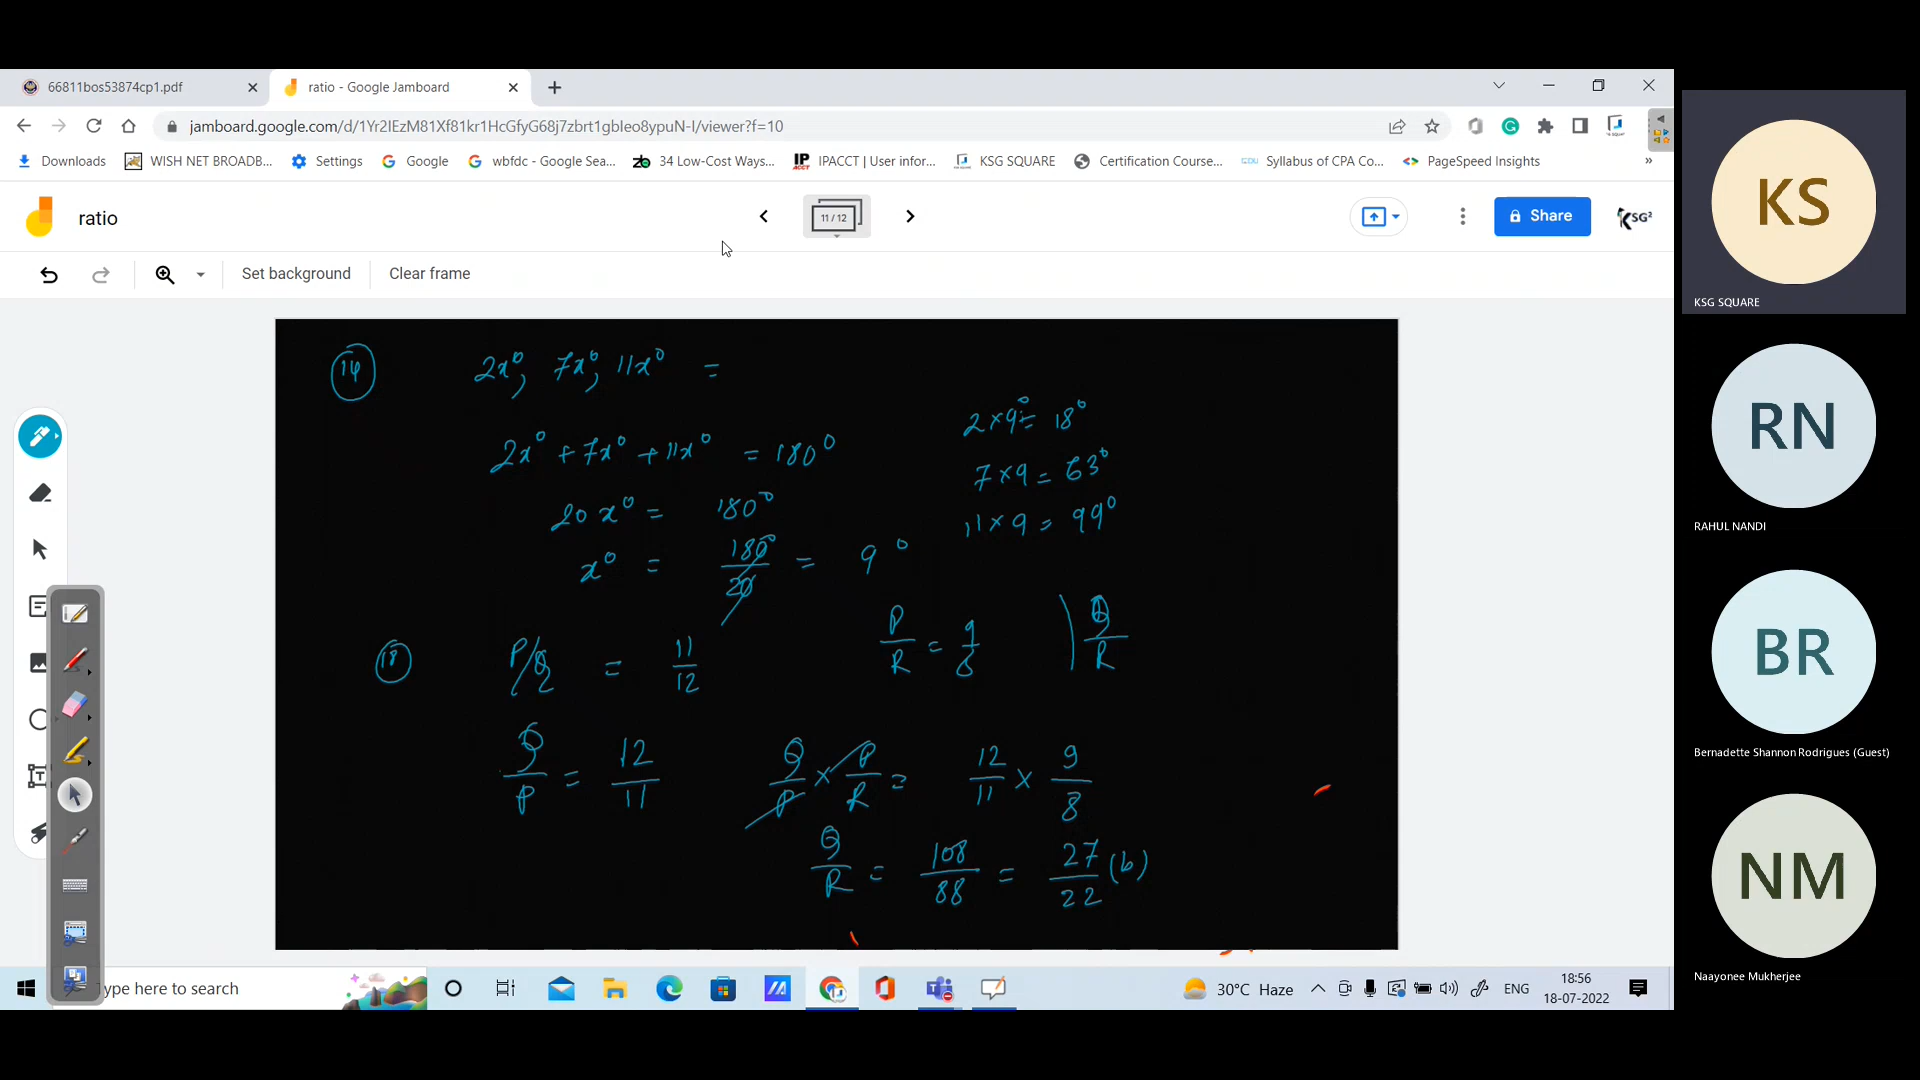 66811bos53874cp1.pdf
ratio - Google Jamboard
jamboard.google.com/d/1Yr2IEzM81Xf81kr1HcGfyG68j7zbrt1gbIeo8ypuN-I/viewer?f=10
Downloads WISH NET BROADB... Settings Google wbfdc - Google Sea... 34 Low-Cost Ways... IPACCT | User infor... KSG SQUARE Certification Course... Syllabus of CPA Co... PageSpeed Insights »
ratio
11 / 12
Share
KSG²
Set background Clear frame
14 2x°, 7x°, 11x° =
2x° + 7x° + 11x° = 180°
20 x° = 180°
x° = 180°/20 = 9°
2×9° = 18°
7×9 = 63°
11×9 = 99°
18 P/Q = 11/12 P/R = 9/8 | Q/R
Q/P = 12/11 Q/P × P/R = 12/11 × 9/8
Q/R = 108/88 = 27/22 (b)
Type here to search
30°C Haze
ENG
18:56
18-07-2022
KS
KSG SQUARE
RN
RAHUL NANDI
BR
Bernadette Shannon Rodrigues (Guest)
NM
Naayonee Mukherjee